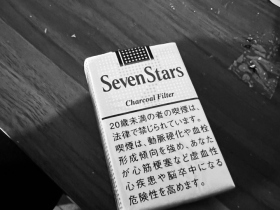 SevenStars
Charcoal Filter
20歳未満の者の喫煙は、
法律で禁じられています。
喫煙は、動脈硬化や血栓
形成傾向を強め、あなた
が心筋梗塞など虚血性
心疾患や脳卒中になる
危険性を高めます。